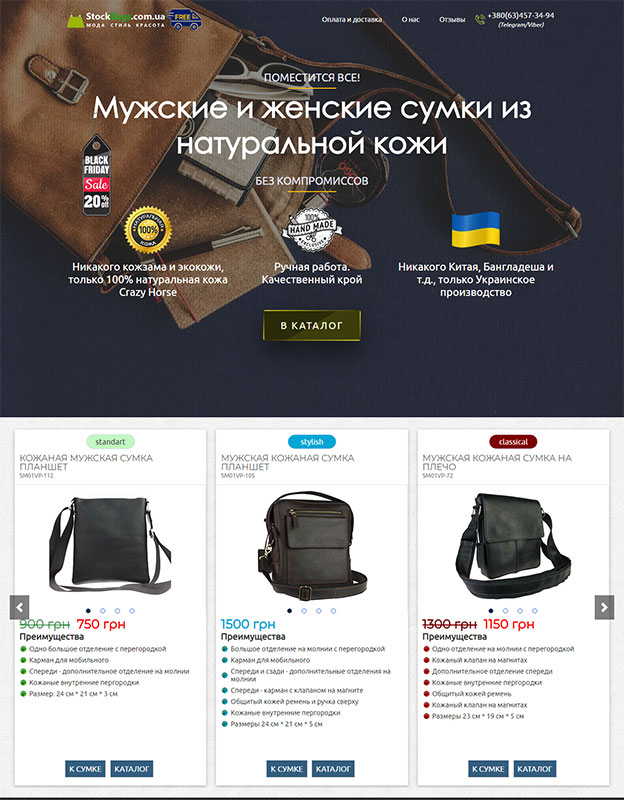 StockBags.com.ua
МОДА СТИЛЬ КРАСОТА
FREE
Оплата и доставка
О нас
Отзывы
+380(63)457-34-94
(Telegram/Viber)
ПОМЕСТИТСЯ ВСЕ!
Мужские и женские сумки из
натуральной кожи
БЕЗ КОМПРОМИССОВ
BLACK
FRIDAY
Sale
20% off
НАТУРАЛЬНАЯ
100%
КОЖА
100%
HAND MADE
Никакого кожзама и экокожи,
только 100% натуральная кожа
Crazy Horse
Ручная работа.
Качественный крой
Никакого Китая, Бангладеша и
т.д., только Украинское
производство
В КАТАЛОГ
standart
КОЖАНАЯ МУЖСКАЯ СУМКА
ПЛАНШЕТ
SM01VP-112
900 грн 750 грн
Преимущества
Одно большое отделение с перегородкой
Карман для мобильного
Спереди - дополнительное отделение на молнии
Кожаные внутренние пергородки
Размер: 24 см * 21 см * 3 см
К СУМКЕ
КАТАЛОГ
stylish
МУЖСКАЯ КОЖАНАЯ СУМКА
ПЛАНШЕТ
SM01VP-105
1500 грн
Преимущества
Большое отделение на молнии с перегородкой
Карман для мобильного
Спереди и сзади - дополнительные отделения на
молнии
Спереди - карман с клапаном на магните
Общитый кожей ремень и ручка сверху
Кожаные внутренние пергородки
Размеры 24 см * 21 см * 5 см
К СУМКЕ
КАТАЛОГ
classical
МУЖСКАЯ КОЖАНАЯ СУМКА НА
ПЛЕЧО
SM01VP-72
1300 грн 1150 грн
Преимущества
Одно отделение на молнии с перегородкой
Кожаный клапан на магнитах
Дополнительное отделение спереди
Кожаные внутренние пергородки
Общитый кожей ремень
Кожаный клапан на магнитах
Размеры 23 см * 19 см * 5 см
К СУМКЕ
КАТАЛОГ